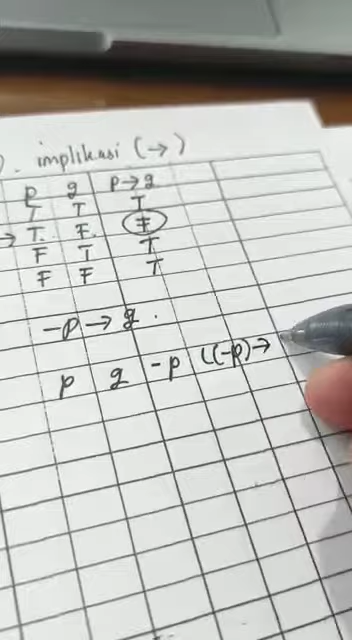 ). implikasi (→)
p g p→g
T T T
→ T. F. F
F T T
F F T
-p → g.
p g -p ((-p) →